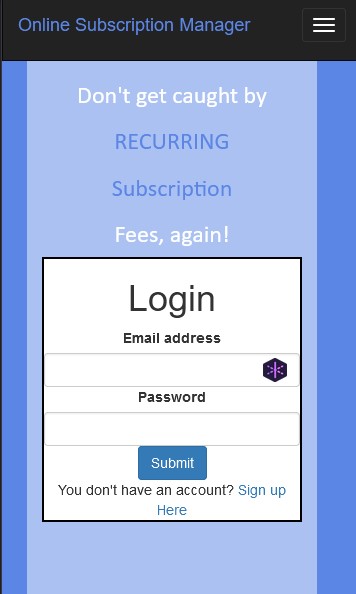 Online Subscription Manager
Don't get caught by
RECURRING
Subscription
Fees, again!
Login
Email address
Password
Submit
You don't have an account? Sign up
Here